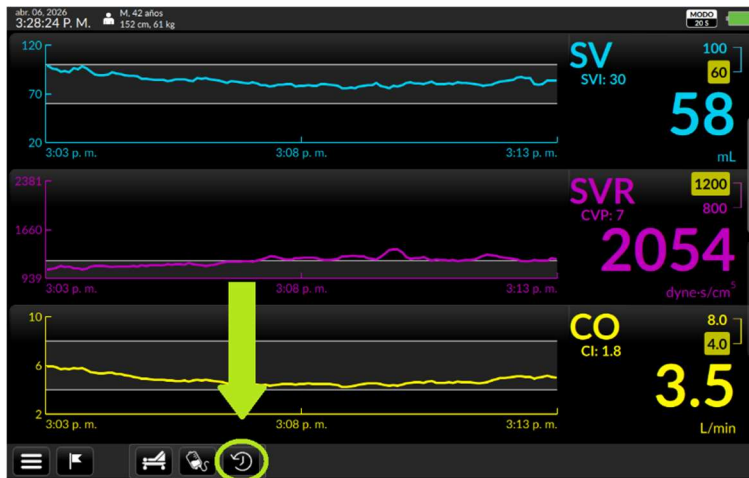 abr. 06, 2026
3:28:24 P. M.
M, 42 años
152 cm, 61 kg
MODO
20 S
120
70
20
3:03 p. m.
3:08 p. m.
3:13 p. m.
SV
SVI: 30
100
60
58
mL
2381
1660
939
3:03 p. m.
3:08 p. m.
3:13 p. m.
SVR
CVP: 7
1200
800
2054
dyne·s/cm⁵
10
6
2
3:03 p. m.
3:08 p. m.
3:13 p. m.
CO
CI: 1.8
8.0
4.0
3.5
L/min